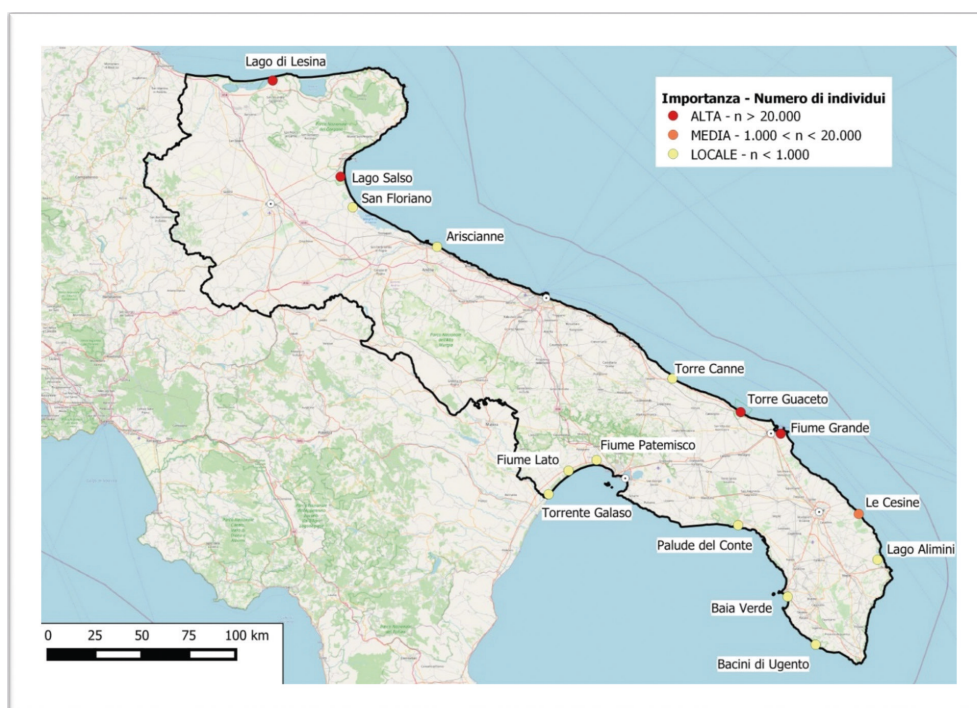 Lago di Lesina
Importanza - Numero di individui
ALTA - n > 20.000
MEDIA - 1.000 < n < 20.000
LOCALE - n < 1.000
Lago Salso
San Floriano
Ariscianne
Torre Canne
Torre Guaceto
Fiume Grande
Fiume Patemisco
Fiume Lato
Torrente Galaso
Le Cesine
Palude del Conte
Lago Alimini
Baia Verde
Bacini di Ugento
0 25 50 75 100 km